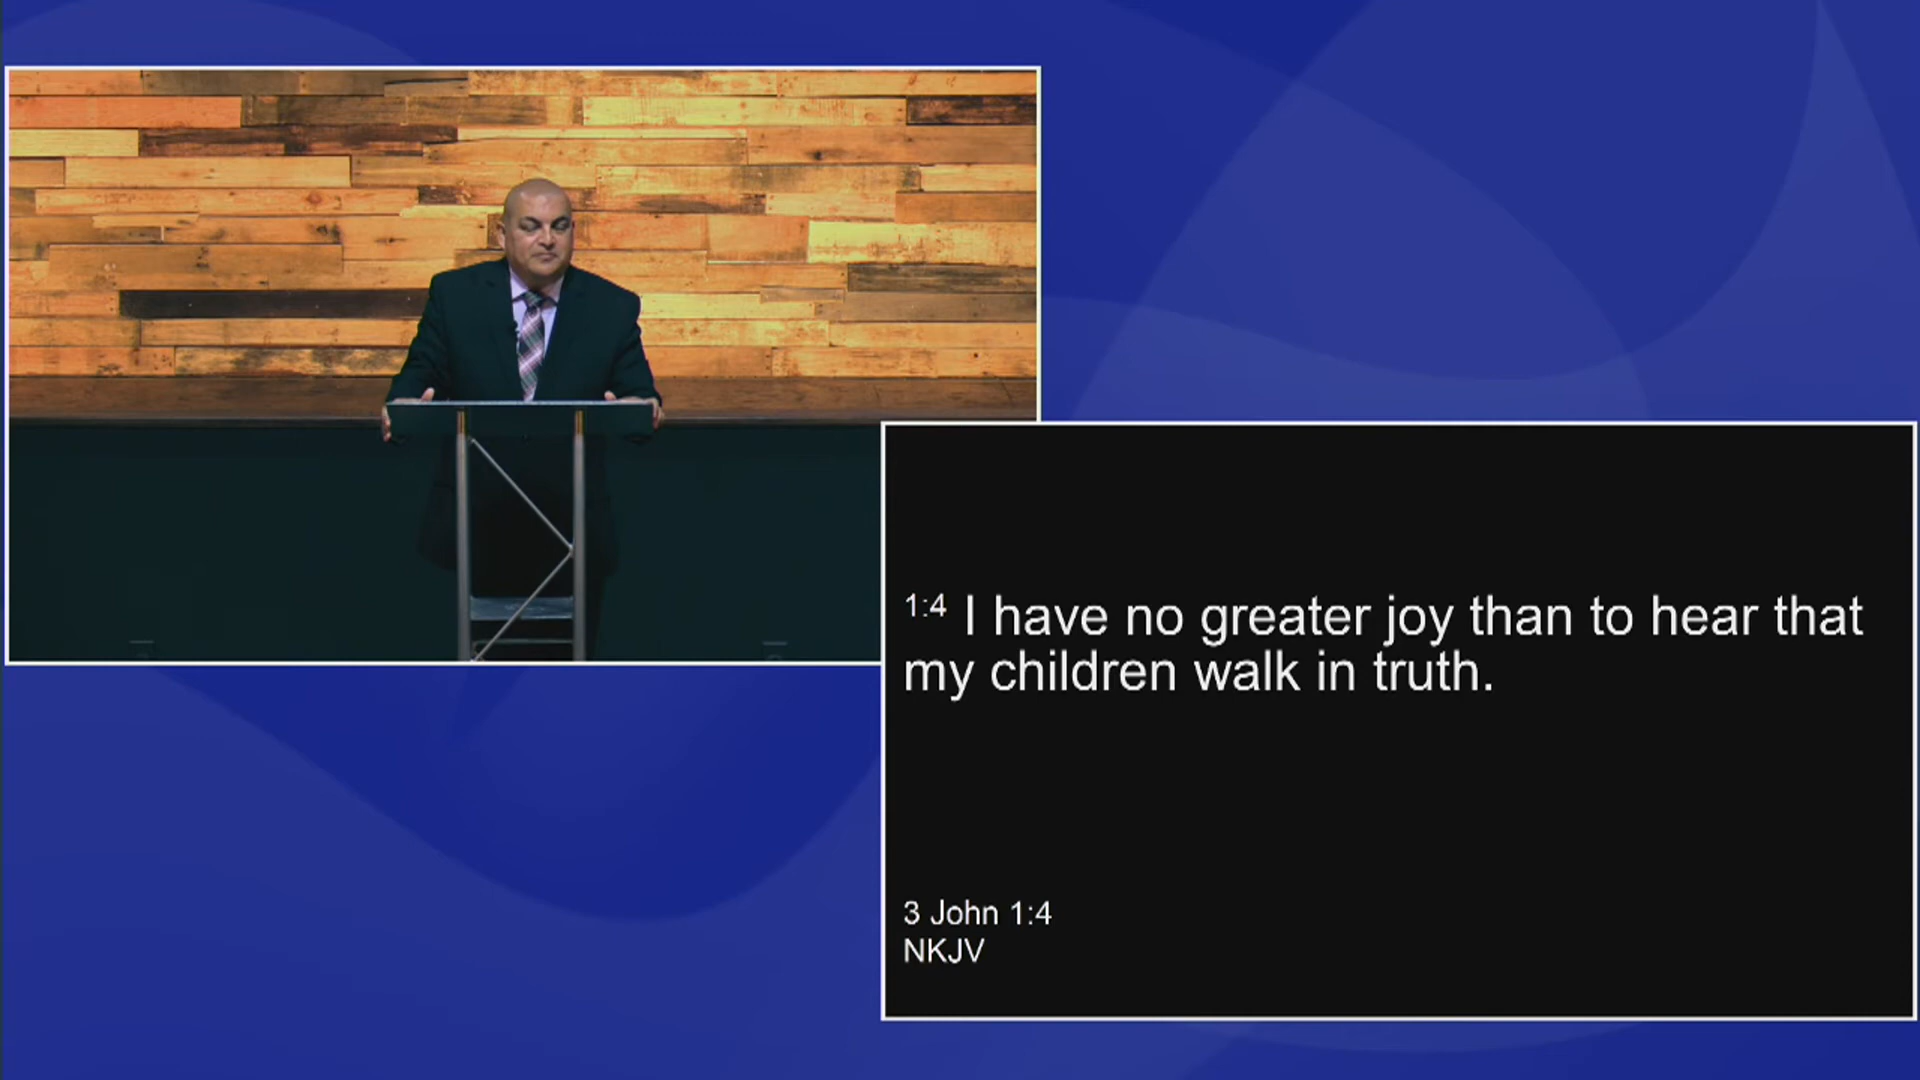 1:4 I have no greater joy than to hear that
my children walk in truth.
3 John 1:4
NKJV